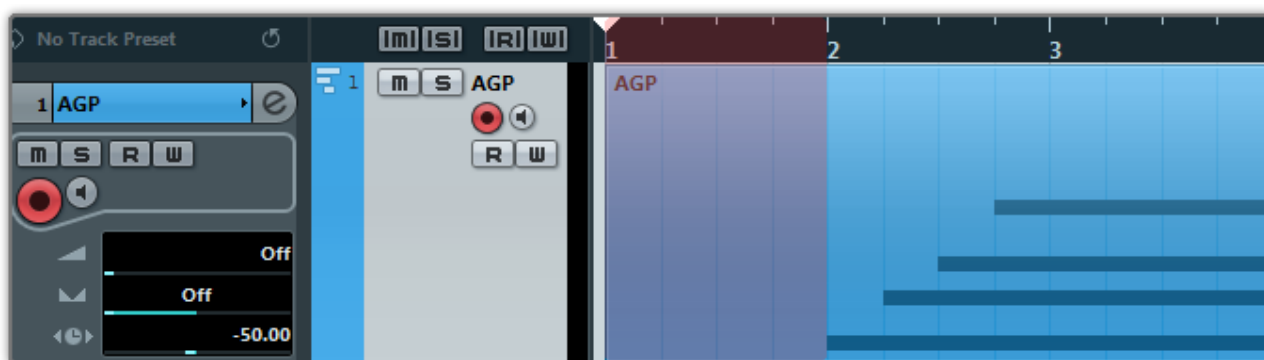 No Track Preset
M S R W
1 2 3
1 AGP e
1 M S AGP
AGP
R W
M S R W
Off
Off
-50.00